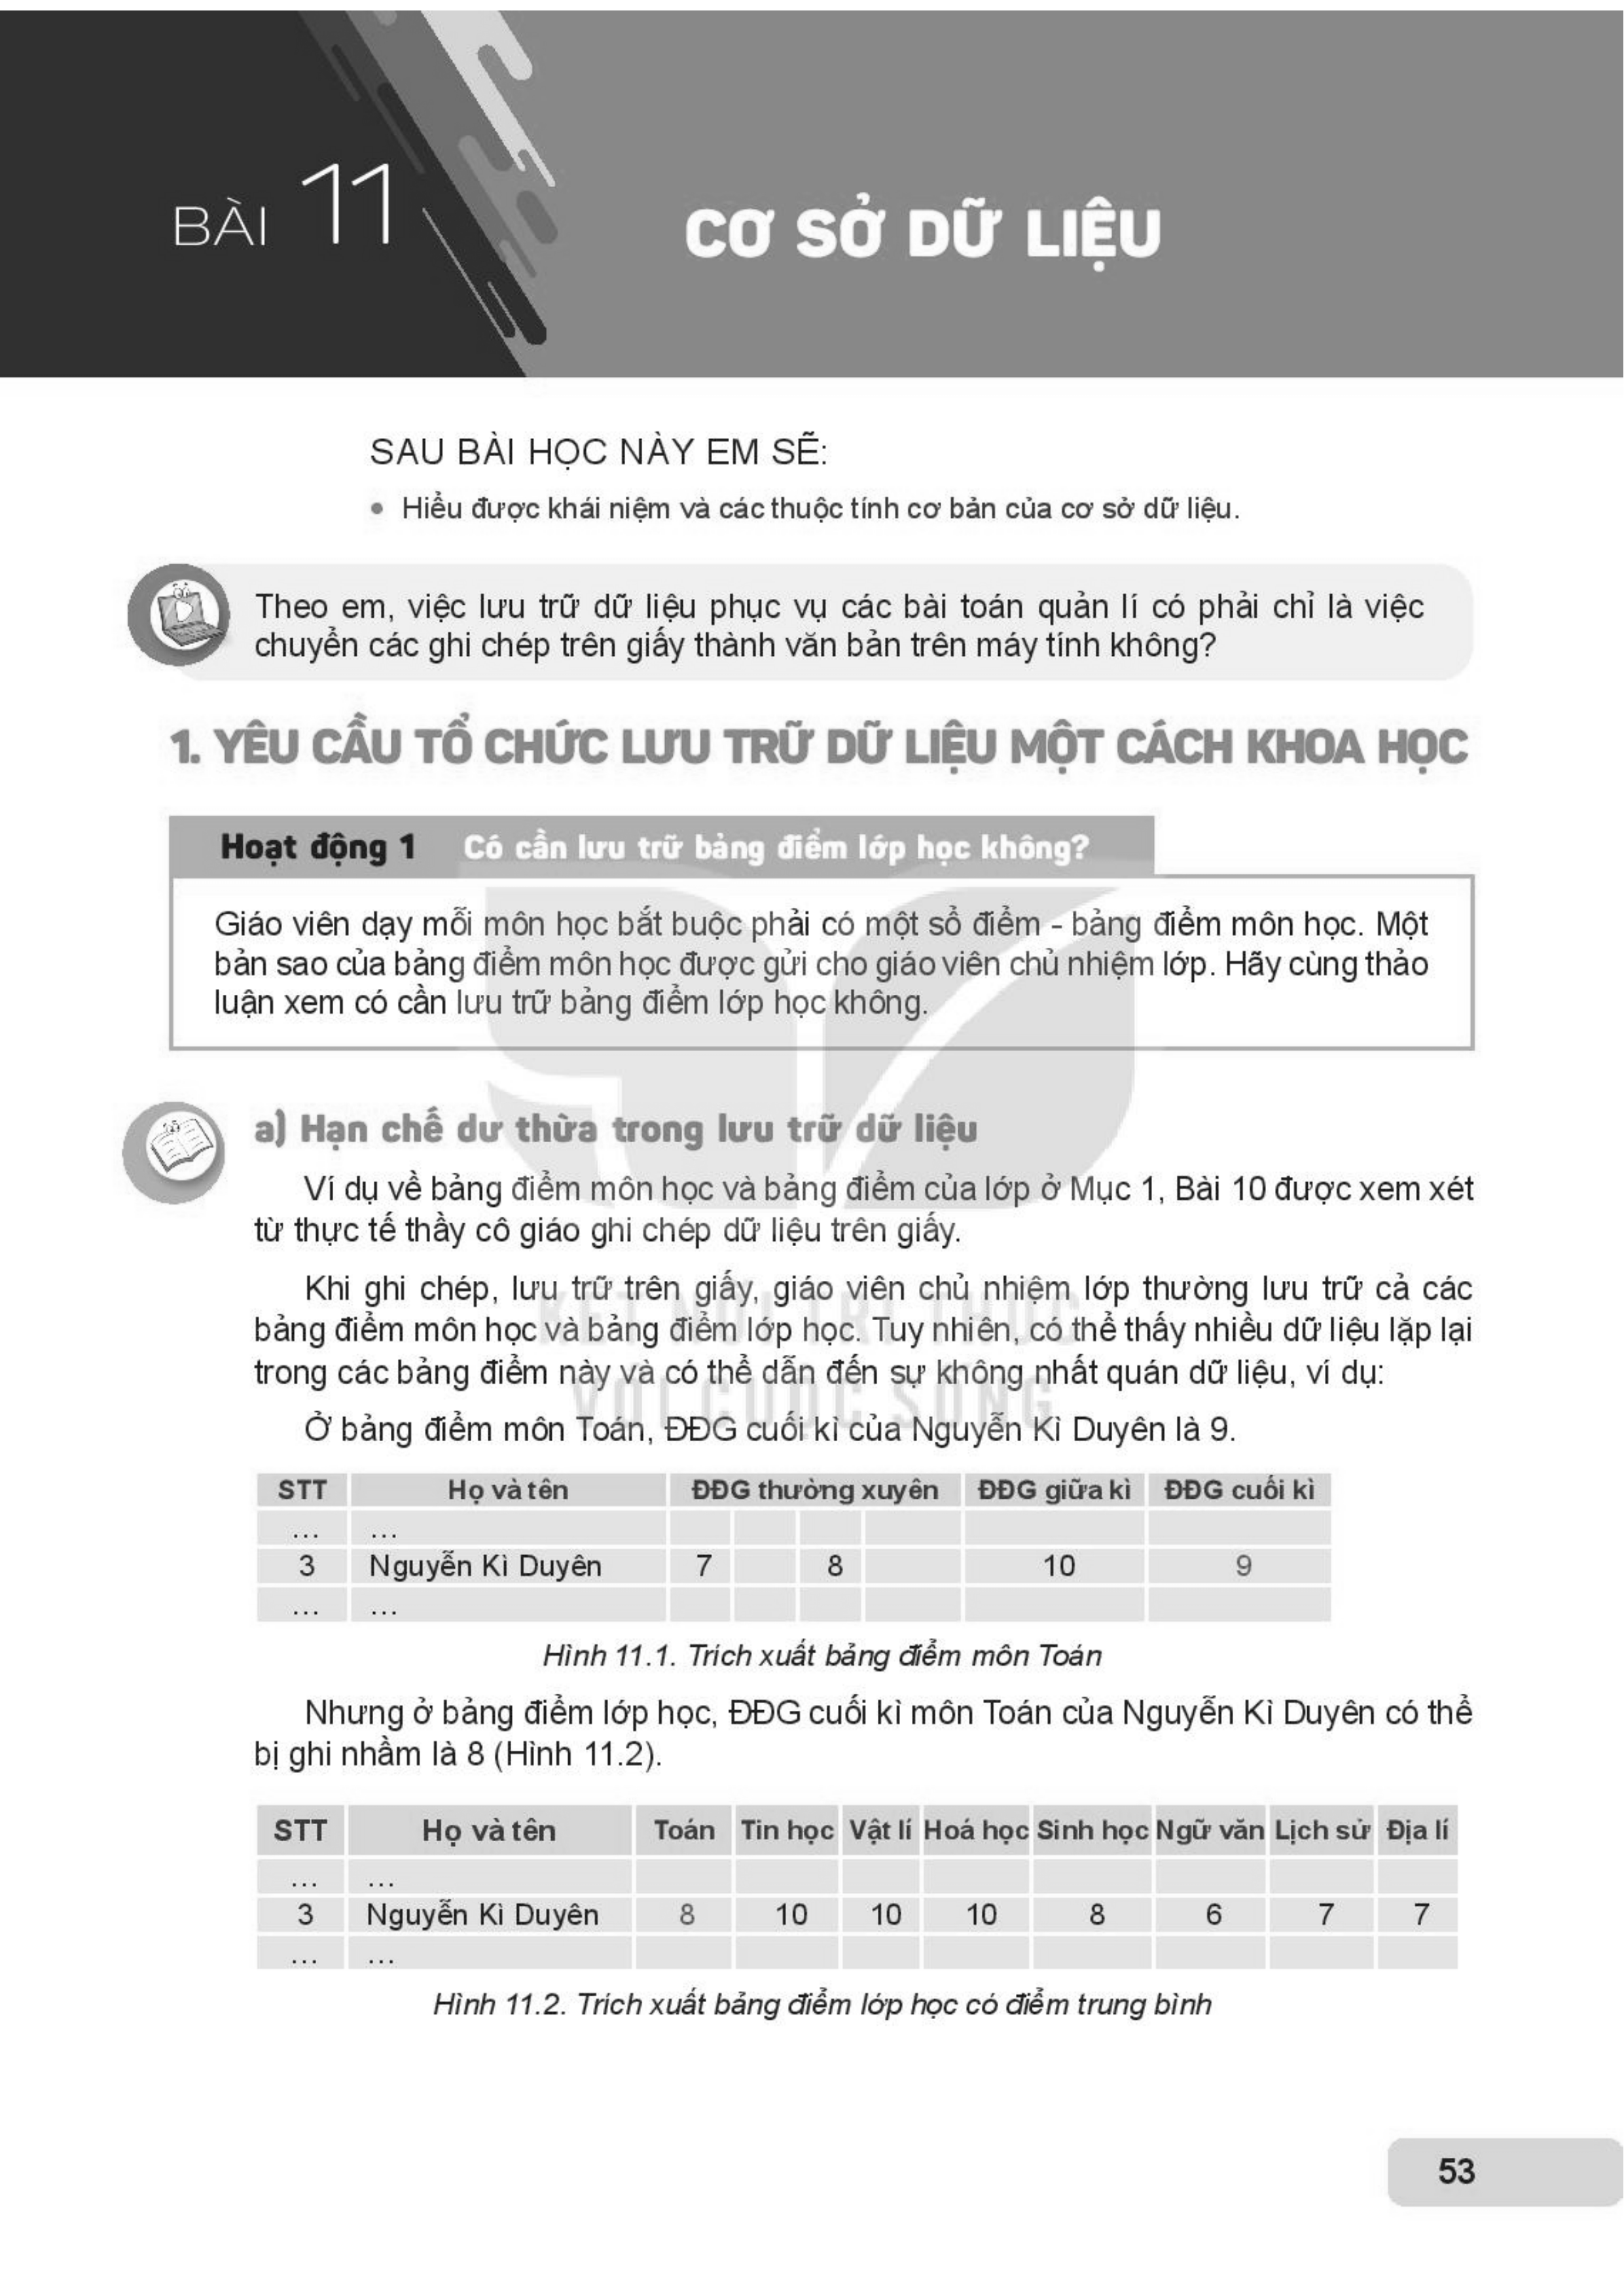 BÀI 11
CƠ SỞ DỮ LIỆU
SAU BÀI HỌC NÀY EM SẼ:
• Hiểu được khái niệm và các thuộc tính cơ bản của cơ sở dữ liệu.
Theo em, việc lưu trữ dữ liệu phục vụ các bài toán quản lí có phải chỉ là việc
chuyển các ghi chép trên giấy thành văn bản trên máy tính không?
1. YÊU CẦU TỔ CHỨC LƯU TRỮ DỮ LIỆU MỘT CÁCH KHOA HỌC
Hoạt động 1 Có cần lưu trữ bảng điểm lớp học không?
Giáo viên dạy mỗi môn học bắt buộc phải có một sổ điểm - bảng điểm môn học. Một
bản sao của bảng điểm môn học được gửi cho giáo viên chủ nhiệm lớp. Hãy cùng thảo
luận xem có cần lưu trữ bảng điểm lớp học không.
a) Hạn chế dư thừa trong lưu trữ dữ liệu
Ví dụ về bảng điểm môn học và bảng điểm của lớp ở Mục 1, Bài 10 được xem xét
từ thực tế thầy cô giáo ghi chép dữ liệu trên giấy.
Khi ghi chép, lưu trữ trên giấy, giáo viên chủ nhiệm lớp thường lưu trữ cả các
bảng điểm môn học và bảng điểm lớp học. Tuy nhiên, có thể thấy nhiều dữ liệu lặp lại
trong các bảng điểm này và có thể dẫn đến sự không nhất quán dữ liệu, ví dụ:
Ở bảng điểm môn Toán, ĐĐG cuối kì của Nguyễn Kì Duyên là 9.
STT Họ và tên ĐĐG thường xuyên ĐĐG giữa kì ĐĐG cuối kì
... ...
3 Nguyễn Kì Duyên 7 8 10 9
... ...
Hình 11.1. Trích xuất bảng điểm môn Toán
Nhưng ở bảng điểm lớp học, ĐĐG cuối kì môn Toán của Nguyễn Kì Duyên có thể
bị ghi nhầm là 8 (Hình 11.2).
STT Họ và tên Toán Tin học Vật lí Hoá học Sinh học Ngữ văn Lịch sử Địa lí
... ...
3 Nguyễn Kì Duyên 8 10 10 10 8 6 7 7
... ...
Hình 11.2. Trích xuất bảng điểm lớp học có điểm trung bình
KẾT NỐI TRI THỨC
VỚI CUỘC SỐNG
53